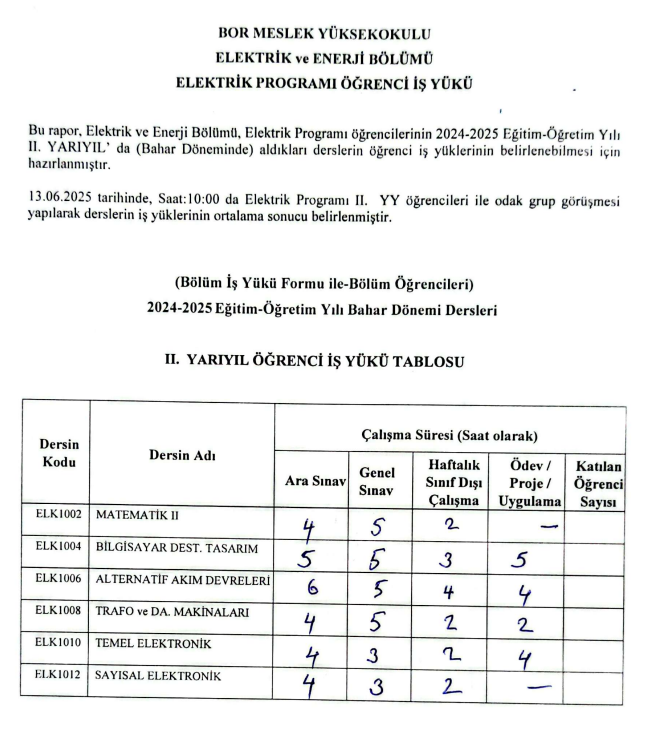 BOR MESLEK YÜKSEKOKULU
ELEKTRİK ve ENERJİ BÖLÜMÜ
ELEKTRİK PROGRAMI ÖĞRENCİ İŞ YÜKÜ
Bu rapor, Elektrik ve Enerji Bölümü, Elektrik Programı öğrencilerinin 2024-2025 Eğitim-Öğretim Yılı
II. YARIYIL' da (Bahar Döneminde) aldıkları derslerin öğrenci iş yüklerinin belirlenebilmesi için
hazırlanmıştır.
13.06.2025 tarihinde, Saat:10:00 da Elektrik Programı II. YY öğrencileri ile odak grup görüşmesi
yapılarak derslerin iş yüklerinin ortalama sonucu belirlenmiştir.
(Bölüm İş Yükü Formu ile-Bölüm Öğrencileri)
2024-2025 Eğitim-Öğretim Yılı Bahar Dönemi Dersleri
II. YARIYIL ÖĞRENCİ İŞ YÜKÜ TABLOSU
Dersin Kodu Dersin Adı Çalışma Süresi (Saat olarak)
Ara Sınav Genel Sınav Haftalık Sınıf Dışı Çalışma Ödev / Proje / Uygulama Katılan Öğrenci Sayısı
ELK1002 MATEMATİK II 4 5 2 —
ELK1004 BİLGİSAYAR DEST. TASARIM 5 5 3 5
ELK1006 ALTERNATİF AKIM DEVRELERİ 6 5 4 4
ELK1008 TRAFO ve DA. MAKİNALARI 4 5 2 2
ELK1010 TEMEL ELEKTRONİK 4 3 2 4
ELK1012 SAYISAL ELEKTRONİK 4 3 2 —